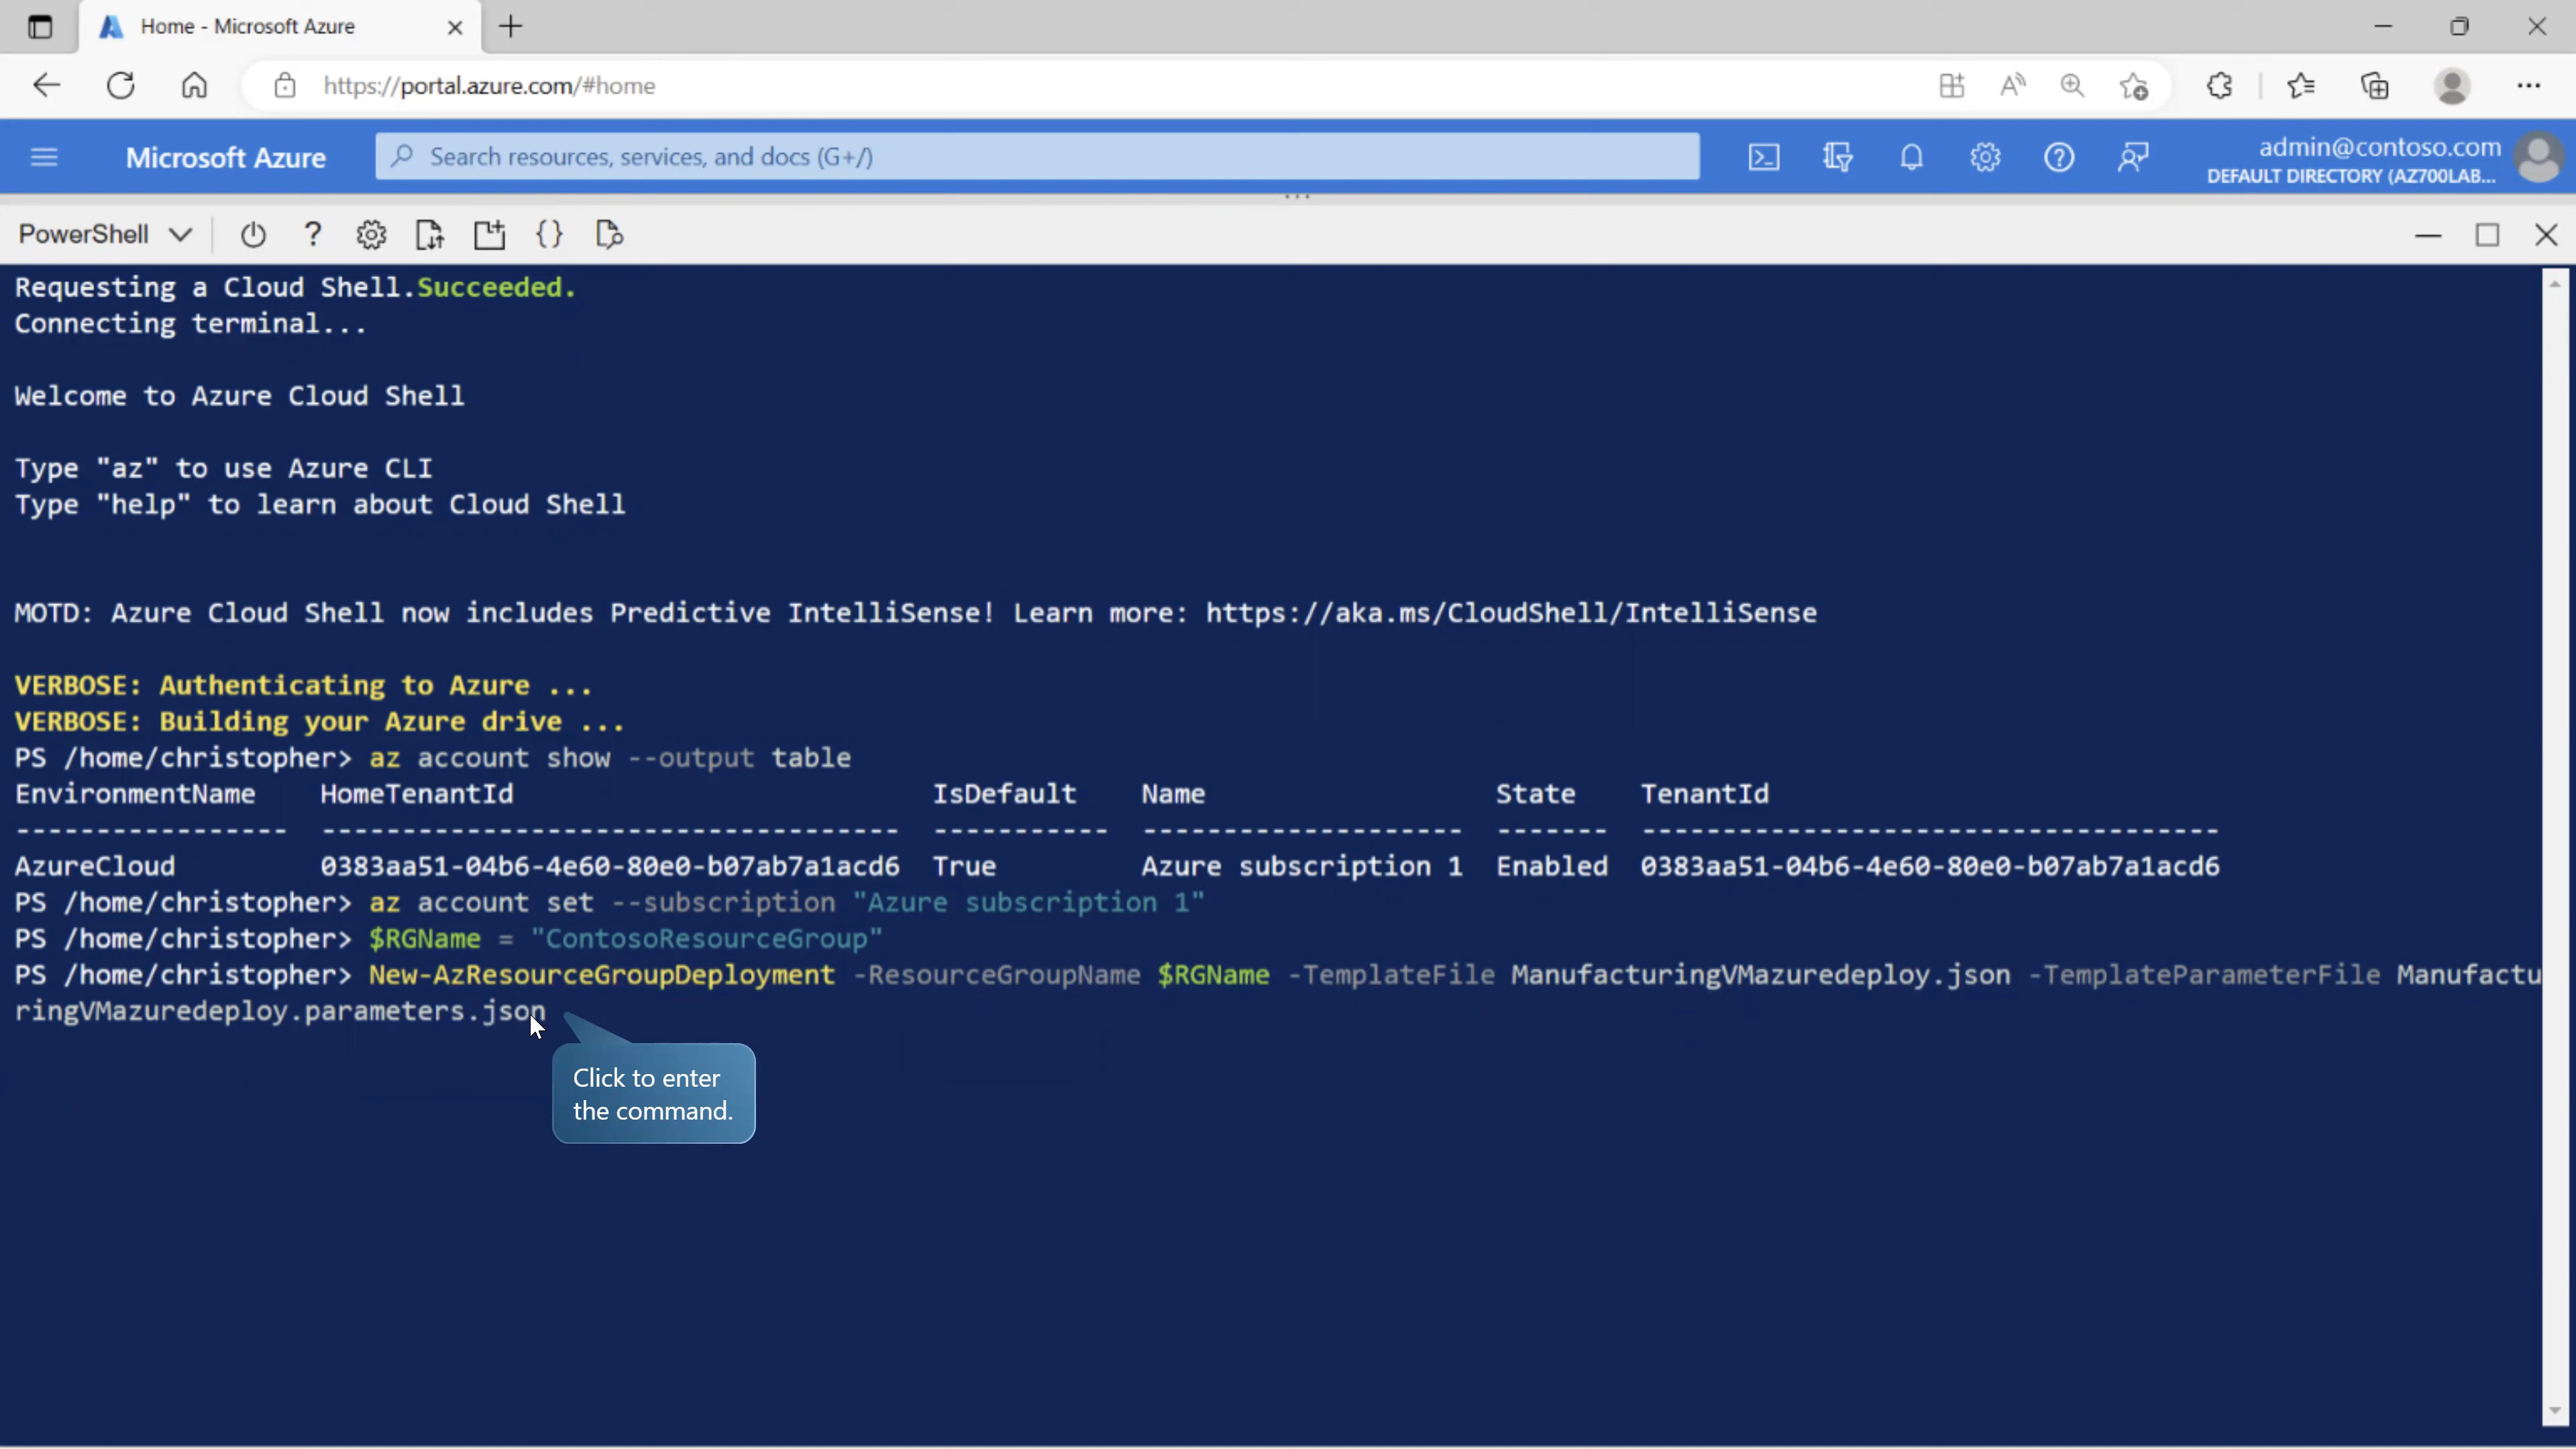 Home - Microsoft Azure
https://portal.azure.com/#home
Microsoft Azure
Search resources, services, and docs (G+/)
admin@contoso.com
DEFAULT DIRECTORY (AZ700LAB...
PowerShell
Requesting a Cloud Shell.Succeeded.
Connecting terminal...
Welcome to Azure Cloud Shell
Type "az" to use Azure CLI
Type "help" to learn about Cloud Shell
MOTD: Azure Cloud Shell now includes Predictive IntelliSense! Learn more: https://aka.ms/CloudShell/IntelliSense
VERBOSE: Authenticating to Azure ...
VERBOSE: Building your Azure drive ...
PS /home/christopher> az account show --output table
EnvironmentName HomeTenantId IsDefault Name State TenantId
----------------- ------------------------------------ ----------- -------------------- ------- ------------------------------------
AzureCloud 0383aa51-04b6-4e60-80e0-b07ab7a1acd6 True Azure subscription 1 Enabled 0383aa51-04b6-4e60-80e0-b07ab7a1acd6
PS /home/christopher> az account set --subscription "Azure subscription 1"
PS /home/christopher> $RGName = "ContosoResourceGroup"
PS /home/christopher> New-AzResourceGroupDeployment -ResourceGroupName $RGName -TemplateFile ManufacturingVMazuredeploy.json -TemplateParameterFile Manufactu
ringVMazuredeploy.parameters.json
Click to enter
the command.